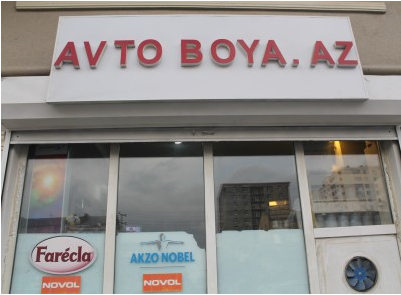 AVTO BOYA.AZ
Farécla
AKZO NOBEL
NOVOL
NOVOL